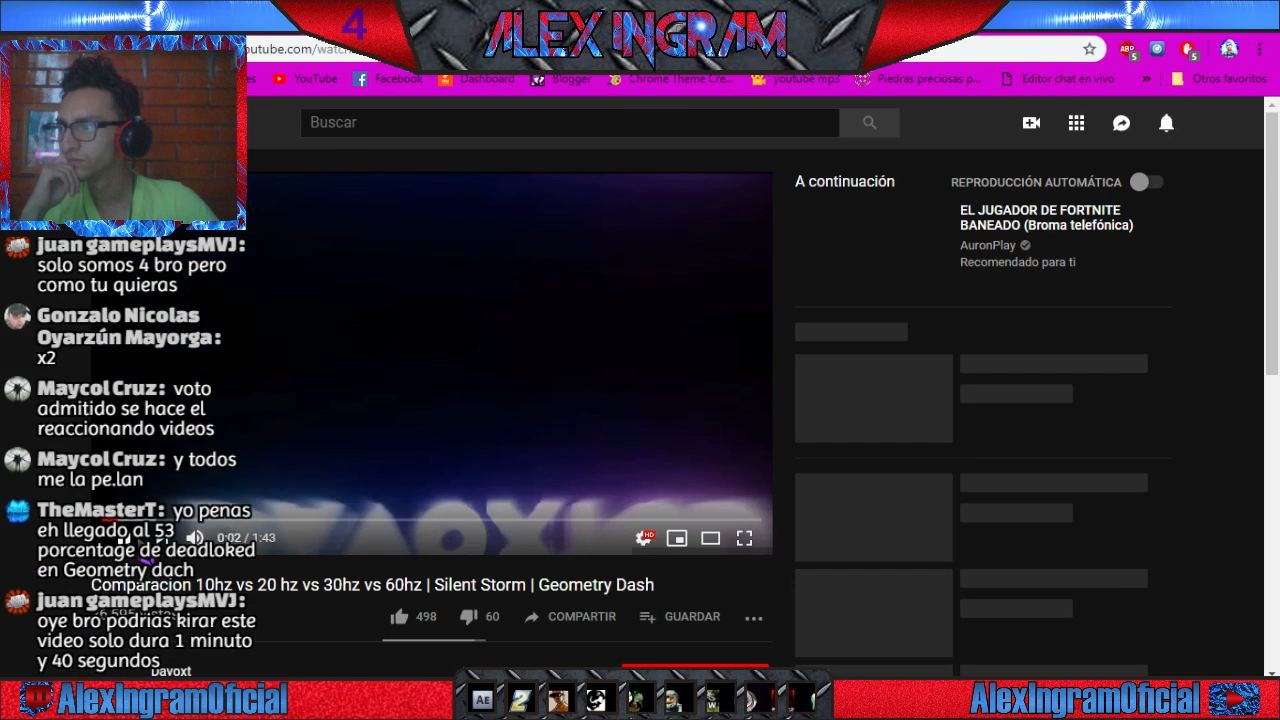 4
ALEX INGRAM
YouTube
Facebook
Dashboard
Blogger
Chrome Theme Cre...
youtube mp3
Piedras preciosas p...
Editor chat en vivo
»
Otros favoritos
Buscar
A continuación
REPRODUCCIÓN AUTOMÁTICA
EL JUGADOR DE FORTNITE
BANEADO (Broma telefónica)
AuronPlay
Recomendado para ti
juan gameplaysMVJ:
solo somos 4 bro pero
como tu quieras
Gonzalo Nicolas
Oyarzún Mayorga:
x2
Maycol Cruz: voto
admitido se hace el
reaccionando videos
Maycol Cruz: y todos
me la pe.lan
TheMasterT: yo penas
eh llegado al 53
porcentage de deadloked
en Geometry dach
juan gameplaysMVJ:
oye bro podrias kirar este
video solo dura 1 minuto
y 40 segundos
0:02 / 1:43
HD
Comparacion 10hz vs 20 hz vs 30hz vs 60hz | Silent Storm | Geometry Dash
498
60
COMPARTIR
GUARDAR
Davoxt
AlexIngramOficial
AE
AlexIngramOficial